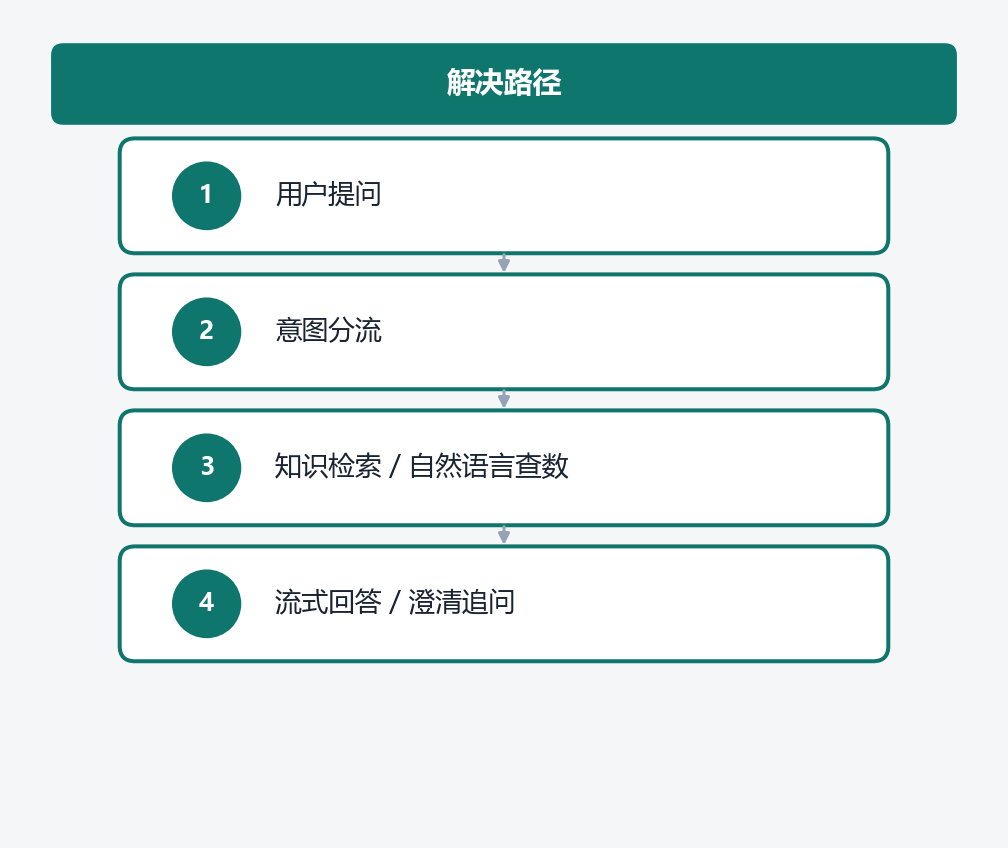 解决路径
1 用户提问
2 意图分流
3 知识检索 / 自然语言查数
4 流式回答 / 澄清追问